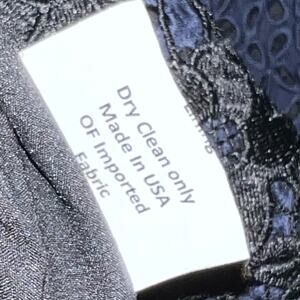 Dry Clean only
Made In USA
OF Imported
Fabric